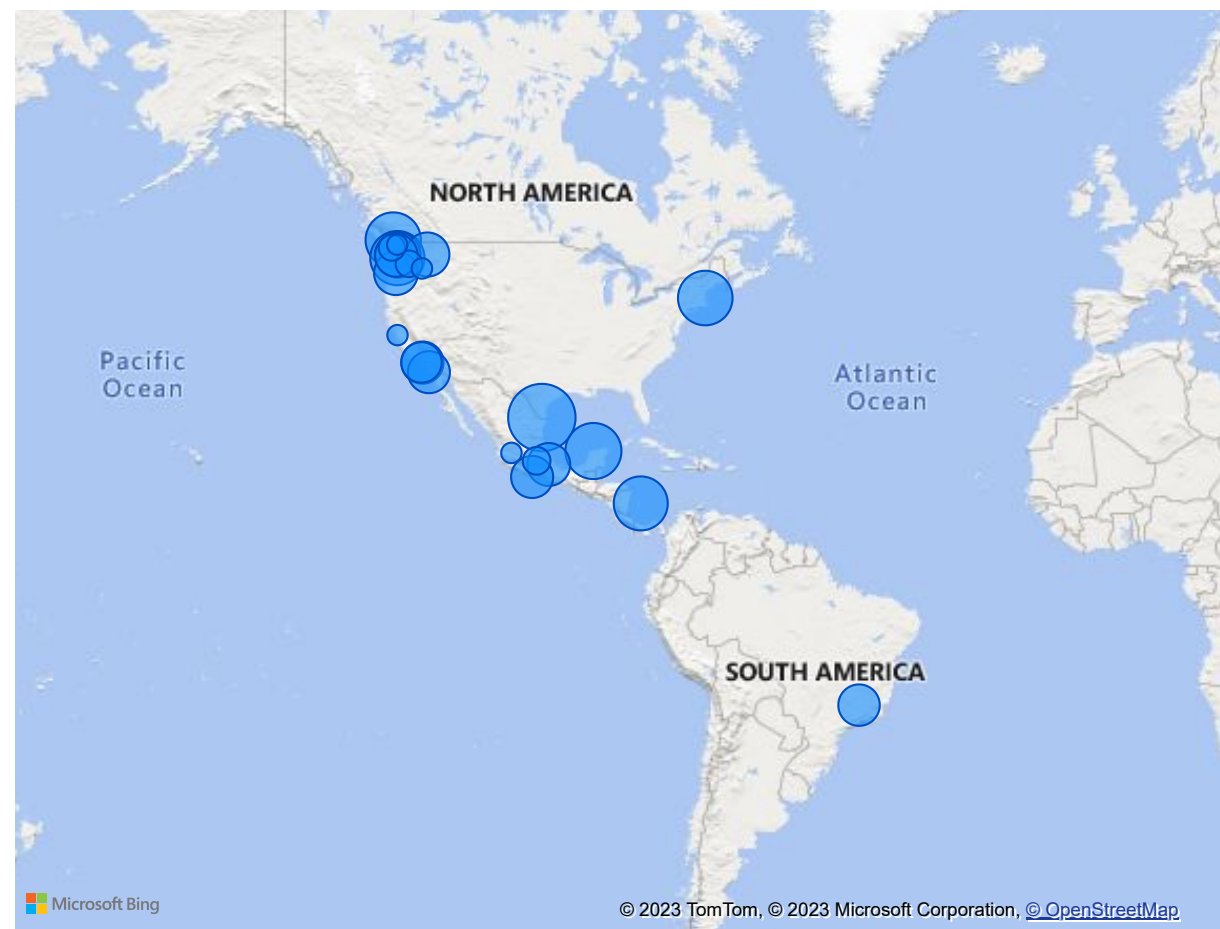 NORTH AMERICA
Pacific
Ocean
Atlantic
Ocean
SOUTH AMERICA
Microsoft Bing
© 2023 TomTom, © 2023 Microsoft Corporation, © OpenStreetMap